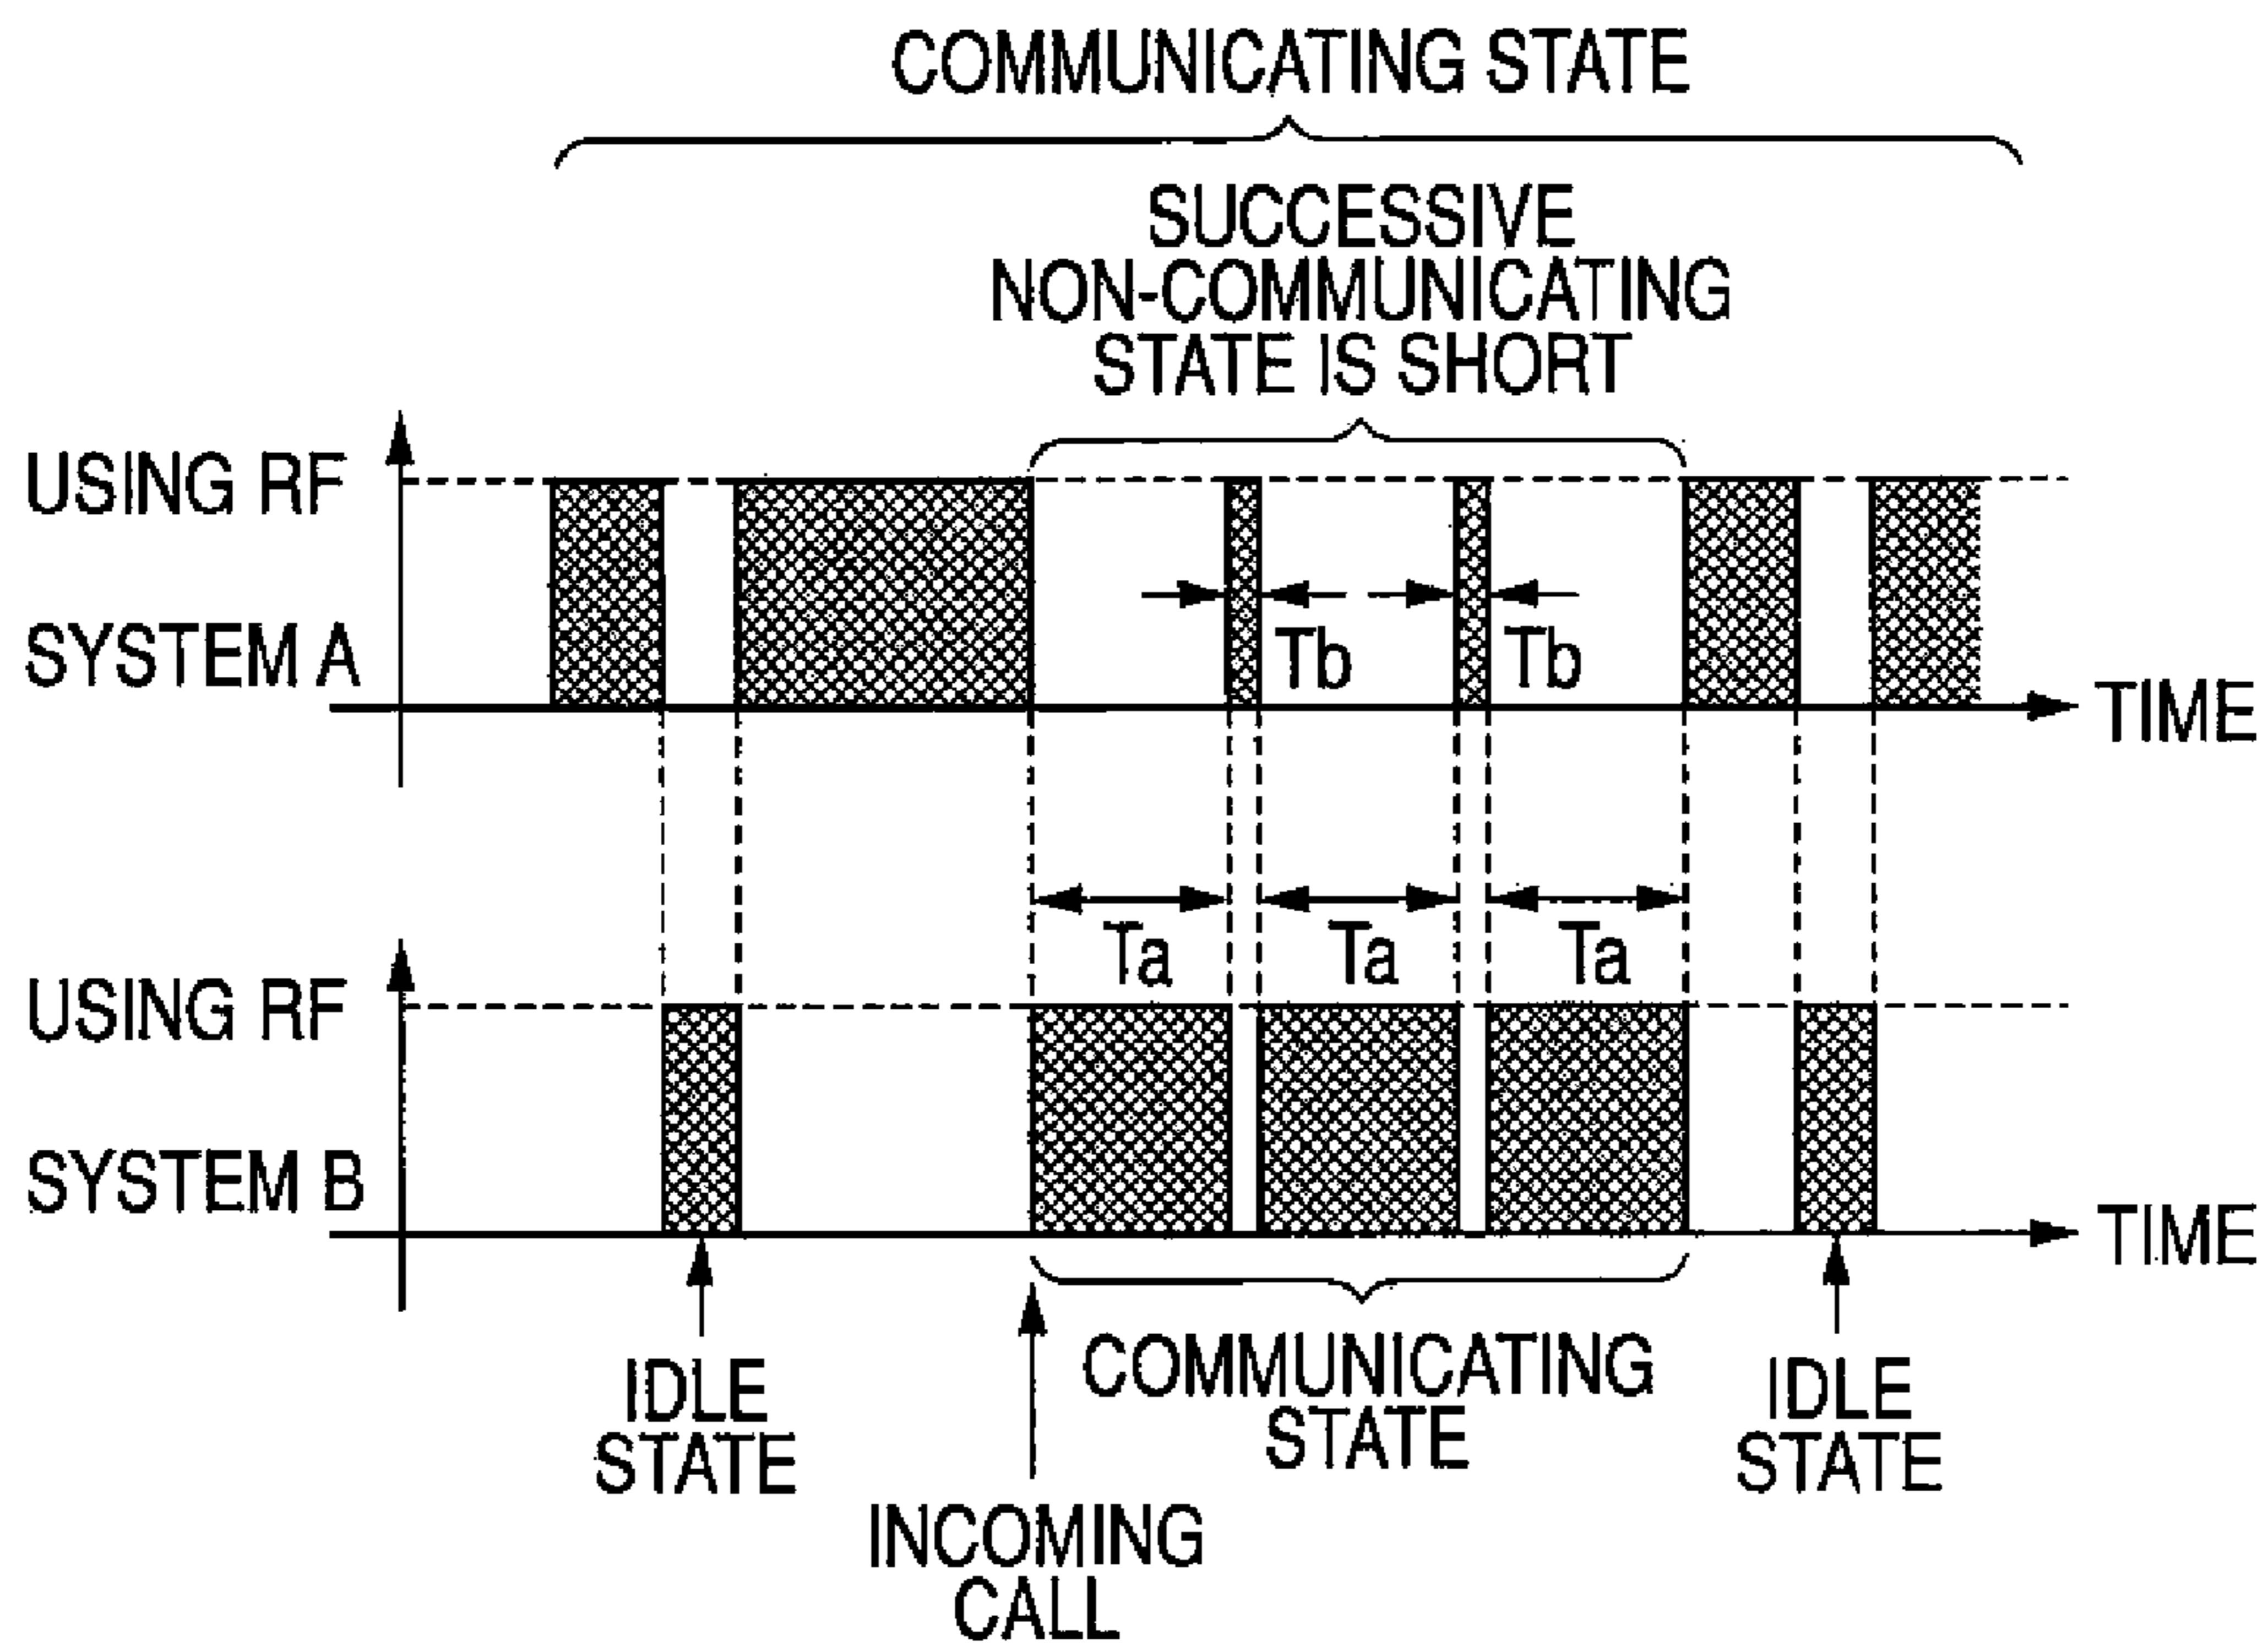 COMMUNICATING STATE
SUCCESSIVE
NON-COMMUNICATING
STATE IS SHORT
USING RF
SYSTEM A
Tb
Tb
TIME
Ta
Ta
Ta
USING RF
SYSTEM B
TIME
IDLE
STATE
COMMUNICATING
STATE
IDLE
STATE
INCOMING
CALL